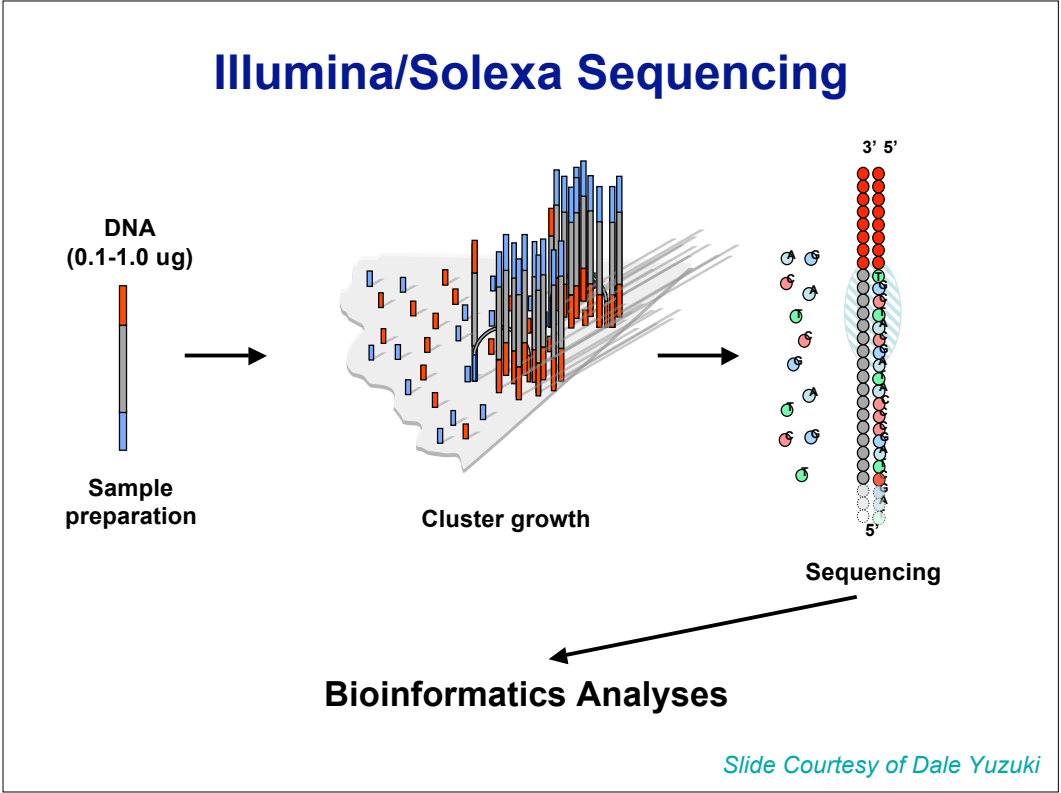 Illumina/Solexa Sequencing
3’ 5’
DNA
(0.1-1.0 ug)
A G
C
A
T
C
G
A
T
C G
T
T
G
C
T
A
C
G
A
T
A
C
C
C
G
A
T
C
G
A
5’
Sample
preparation
Cluster growth
Sequencing
Bioinformatics Analyses
Slide Courtesy of Dale Yuzuki